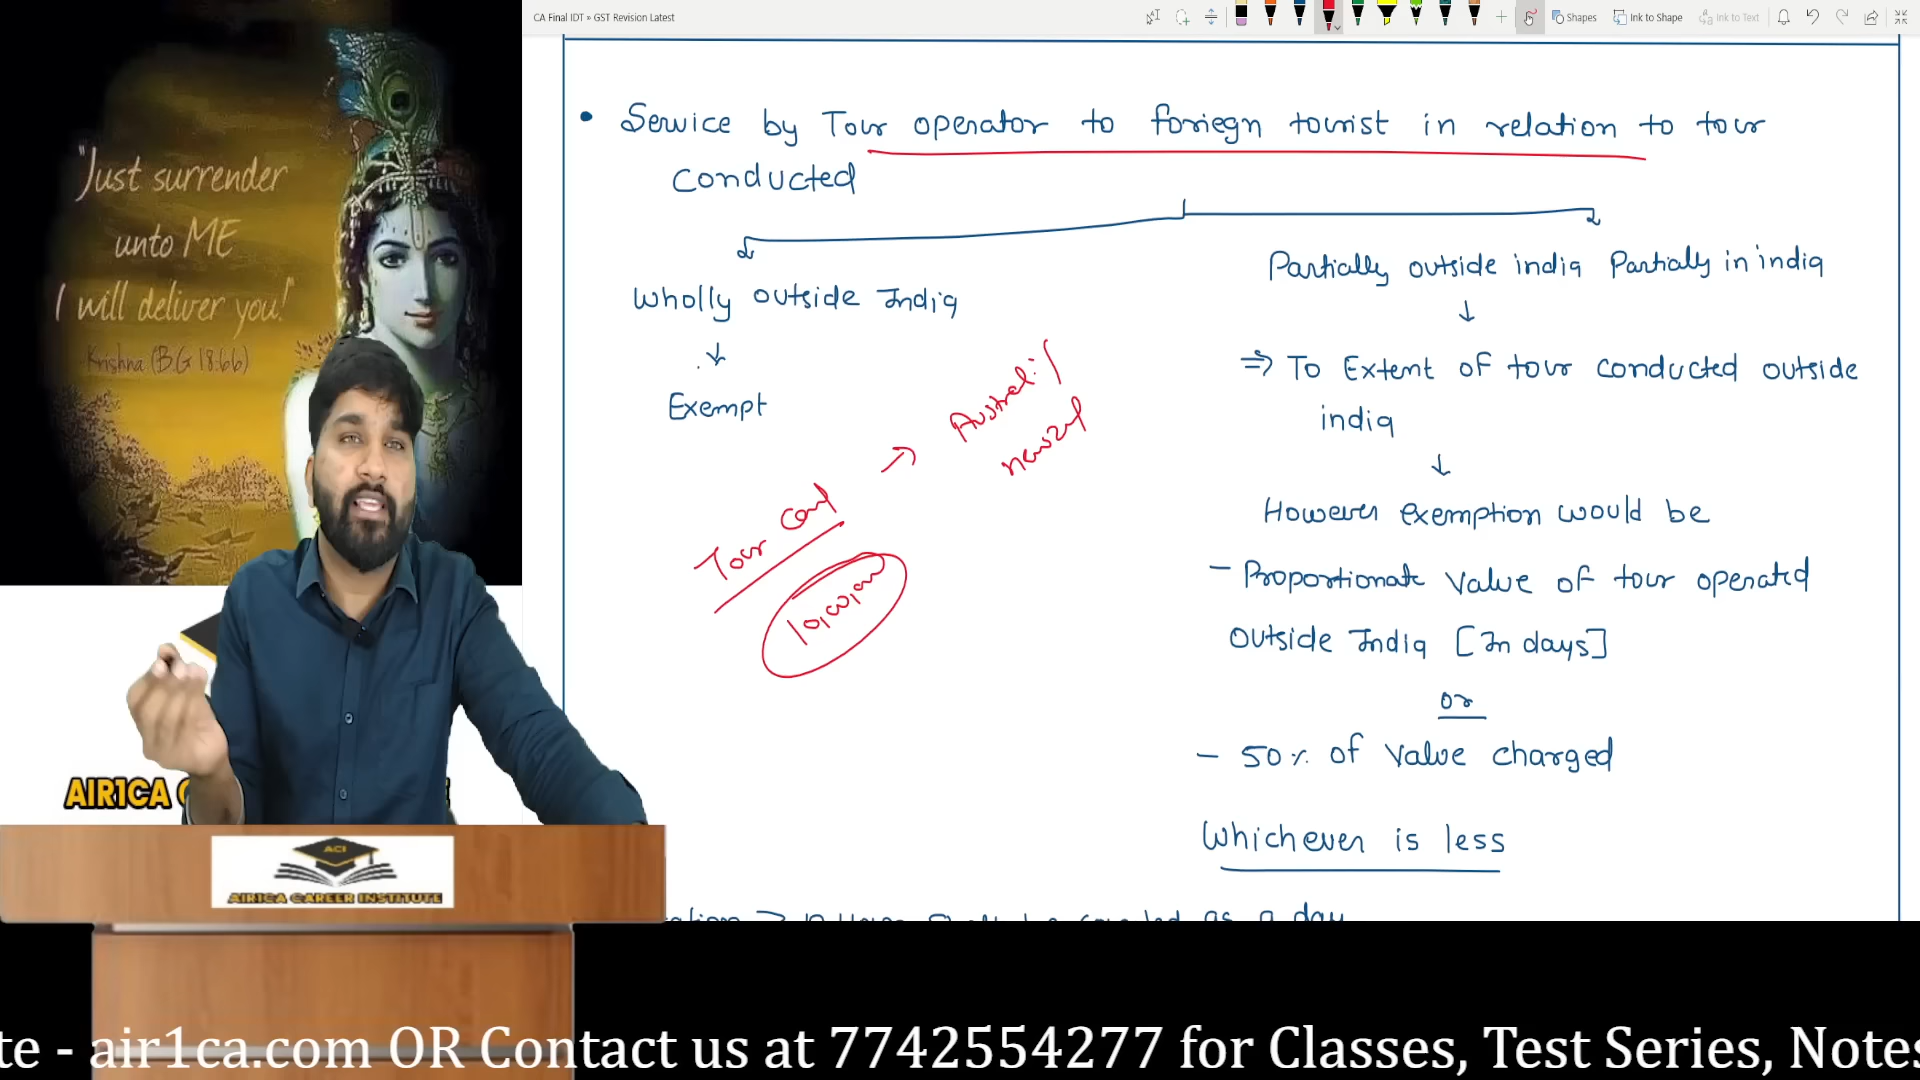 CA Final IDT » GST Revision Latest
Shapes
Ink to Shape
Ink to Text
"Just surrender
unto ME
I will deliver you!"
Krishna (B.G 18:66)
• Service by Tour operator to foriegn tourist in relation to tour
conducted
Wholly outside India
Exempt
Partially outside india Partially in india
⇒ To Extent of tour conducted outside
india
However exemption would be
- Proportionate Value of tour operated
outside India [In days]
or
- 50% of Value charged
Whichever is less
Tour
as a day
AIR1CA
ACI
AIR1CA CAREER INSTITUTE
te - air1ca.com OR Contact us at 7742554277 for Classes, Test Series, Notes